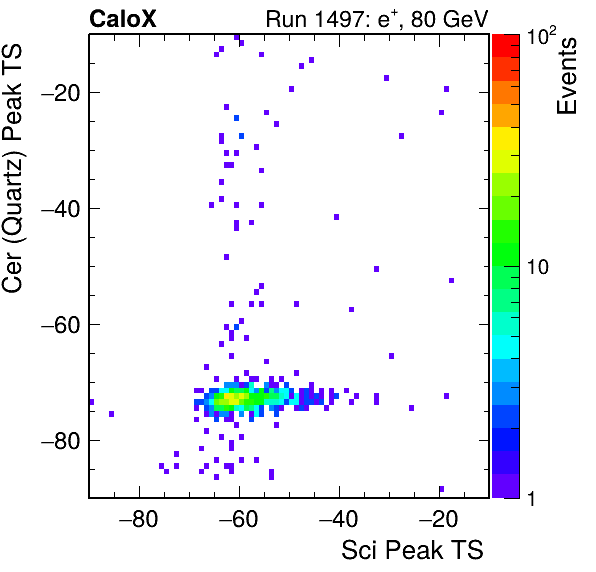 CaloX
Run 1497: e⁺, 80 GeV
Cer (Quartz) Peak TS
−20
−40
−60
−80
−80
−60
−40
−20
Sci Peak TS
10²
10
1
Events